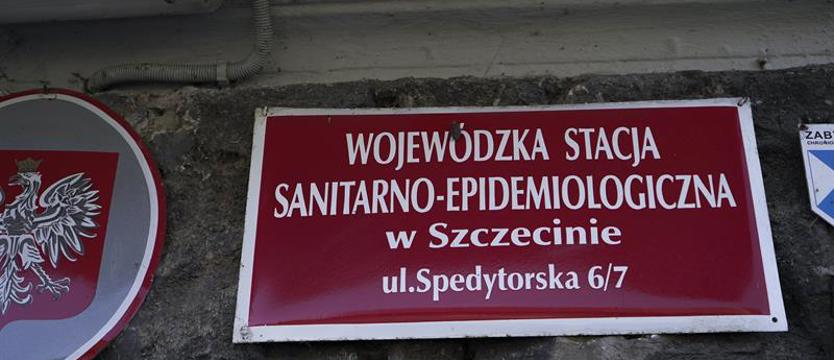 WOJEWÓDZKA STACJA
SANITARNO-EPIDEMIOLOGICZNA
w Szczecinie
ul.Spedytorska 6/7